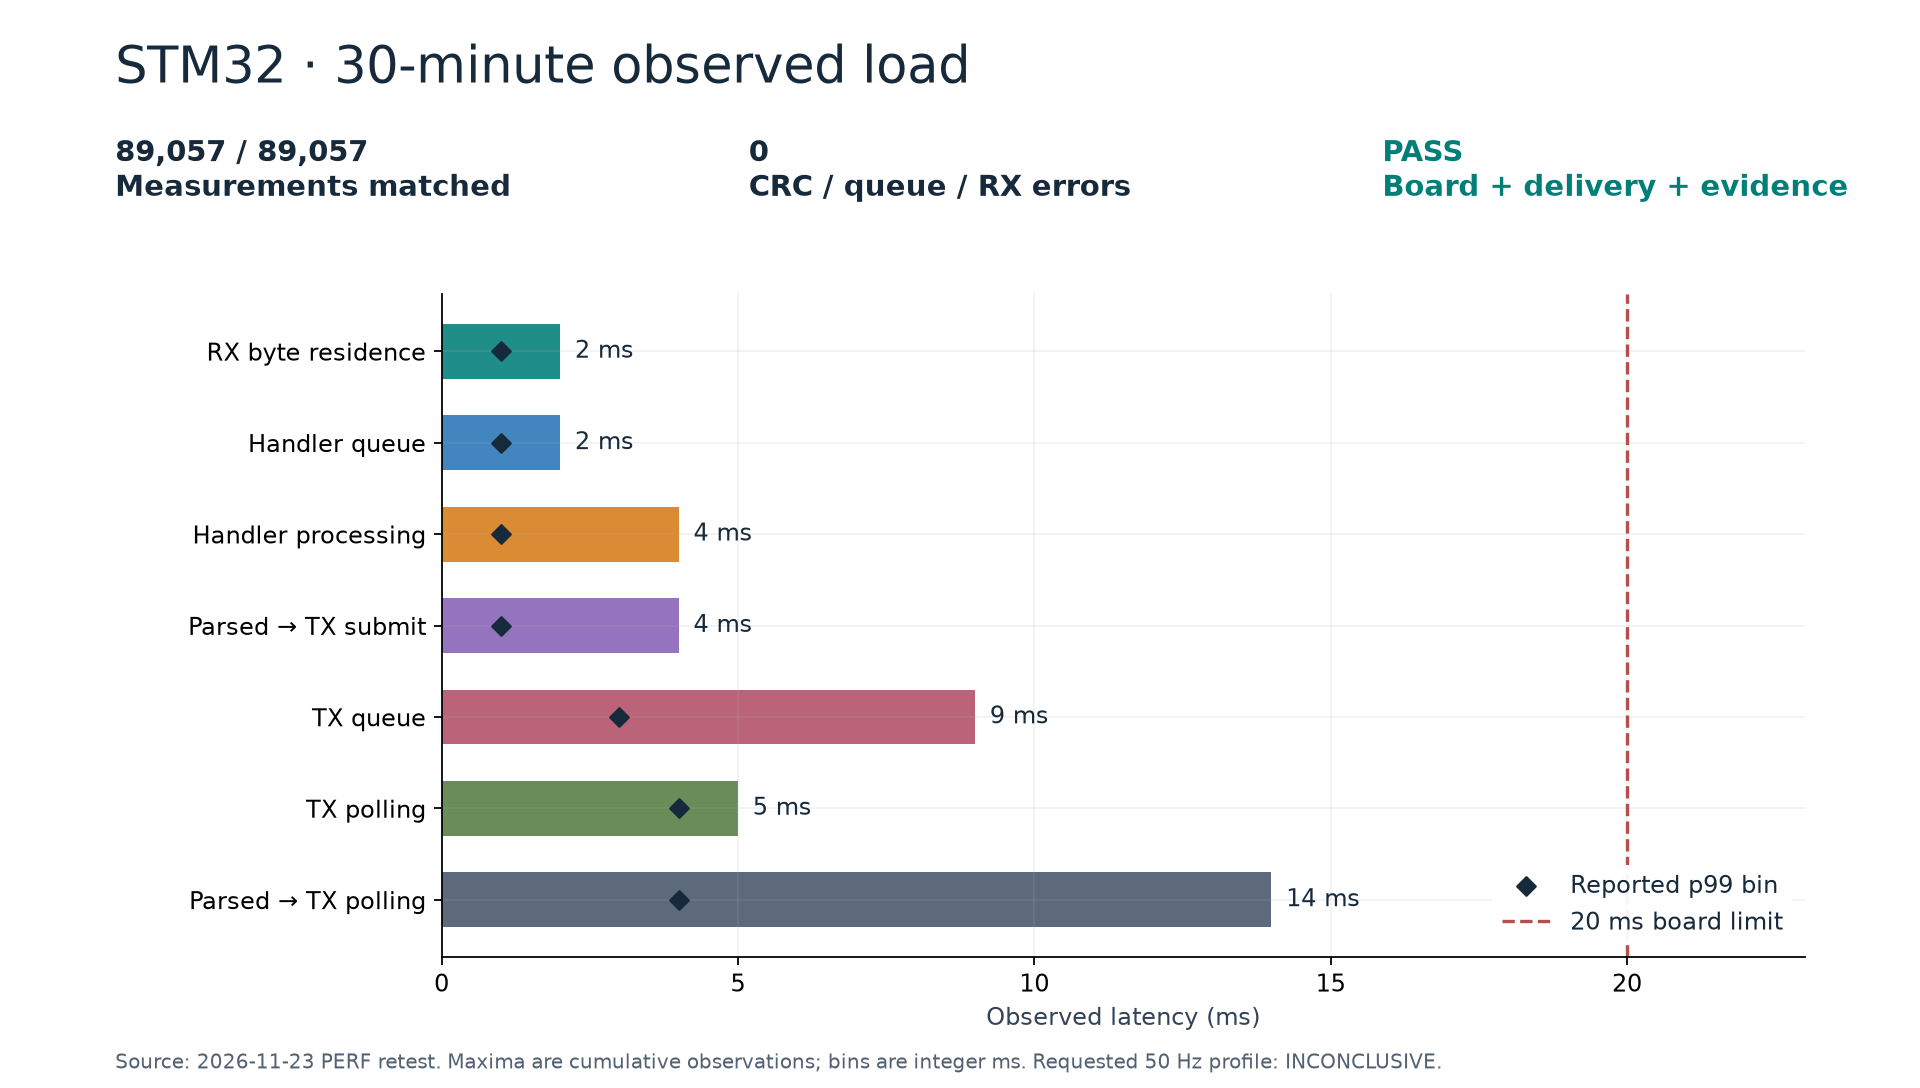 STM32 · 30-minute observed load
89,057 / 89,057
Measurements matched
0
CRC / queue / RX errors
PASS
Board + delivery + evidence
RX byte residence
2 ms
Handler queue
2 ms
Handler processing
4 ms
Parsed → TX submit
4 ms
TX queue
9 ms
TX polling
5 ms
Parsed → TX polling
14 ms
Reported p99 bin
20 ms board limit
0 5 10 15 20
Observed latency (ms)
Source: 2026-11-23 PERF retest. Maxima are cumulative observations; bins are integer ms. Requested 50 Hz profile: INCONCLUSIVE.